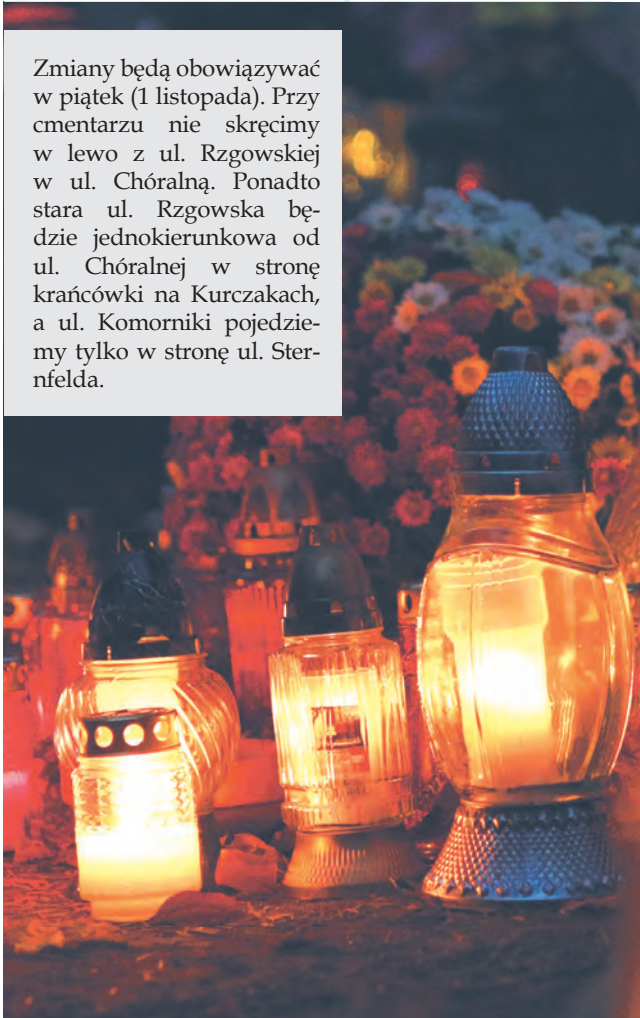 Zmiany będą obowiązywać
w piątek (1 listopada). Przy
cmentarzu nie skręcimy
w lewo z ul. Rzgowskiej
w ul. Chóralną. Ponadto
stara ul. Rzgowska bę-
dzie jednokierunkowa od
ul. Chóralnej w stronę
krańcówki na Kurczakach,
a ul. Komorniki pojedzie-
my tylko w stronę ul. Ster-
nfelda.